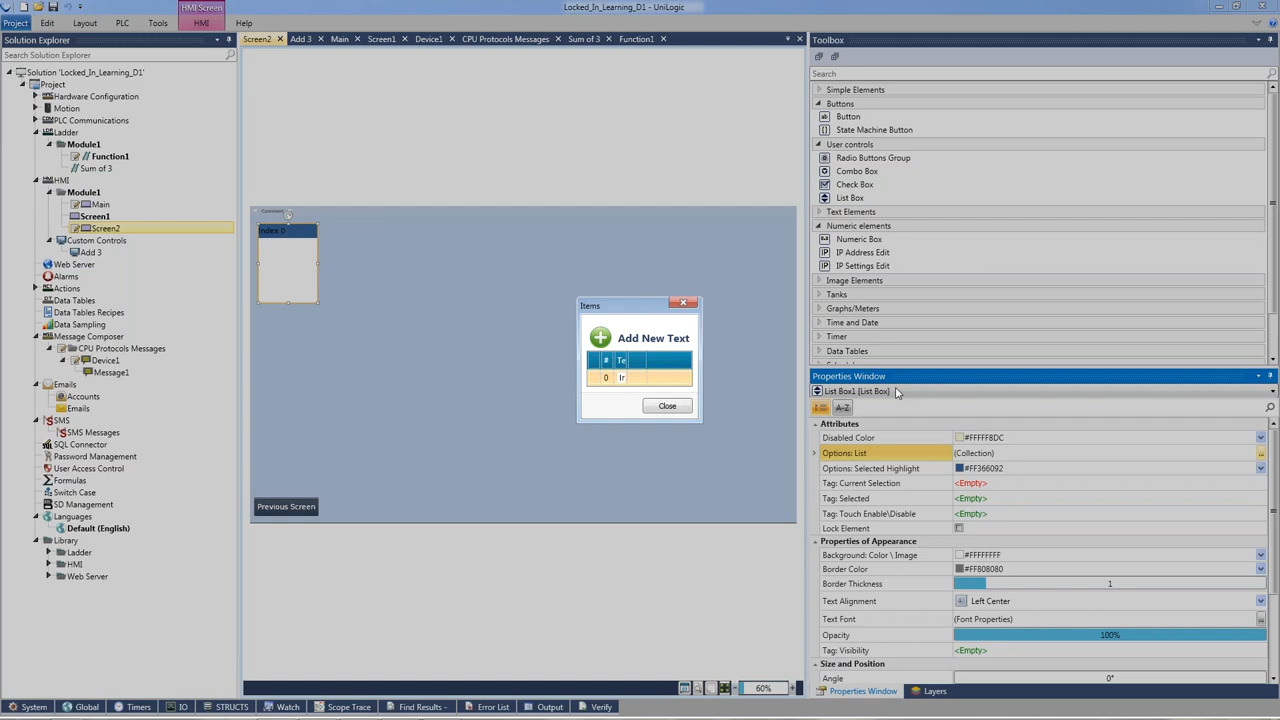 HMI Screen
Locked_In_Learning_D1* - UniLogic
Project Edit Layout PLC Tools HMI Help
Solution Explorer
Search Solution Explorer
Solution 'Locked_In_Learning_D1'
Project
Hardware Configuration
Motion
PLC Communications
Ladder
Module1
Function1
Sum of 3
HMI
Module1
Main
Screen1
Screen2
Custom Controls
Add 3
Web Server
Alarms
Actions
Data Tables
Data Tables Recipes
Data Sampling
Message Composer
CPU Protocols Messages
Device1
Message1
Emails
Accounts
Emails
SMS
SMS Messages
SQL Connector
Password Management
User Access Control
Formulas
Switch Case
SD Management
Languages
Default (English)
Library
Ladder
HMI
Web Server
Screen2 Add 3 Main Screen1 Device1 CPU Protocols Messages Sum of 3 Function1
Index 0
Previous Screen
Items
Add New Text
# Te
0 Ir
Close
60%
Toolbox
Search
Simple Elements
Buttons
Button
State Machine Button
User controls
Radio Buttons Group
Combo Box
Check Box
List Box
Text Elements
Numeric elements
Numeric Box
IP Address Edit
IP Settings Edit
Image Elements
Tanks
Graphs/Meters
Time and Date
Timer
Data Tables
Properties Window
List Box1 [List Box]
A-Z
Attributes
Disabled Color #FFFFF8DC
Options: List (Collection)
Options: Selected Highlight #FF366092
Tag: Current Selection <Empty>
Tag: Selected <Empty>
Tag: Touch Enable\Disable <Empty>
Lock Element
Properties of Appearance
Background: Color \ Image #FFFFFFFF
Border Color #FF808080
Border Thickness 1
Text Alignment Left Center
Text Font (Font Properties)
Opacity 100%
Tag: Visibility <Empty>
Size and Position
Angle 0°
Properties Window Layers
System Global Timers IO STRUCTS Watch Scope Trace Find Results - Error List Output Verify